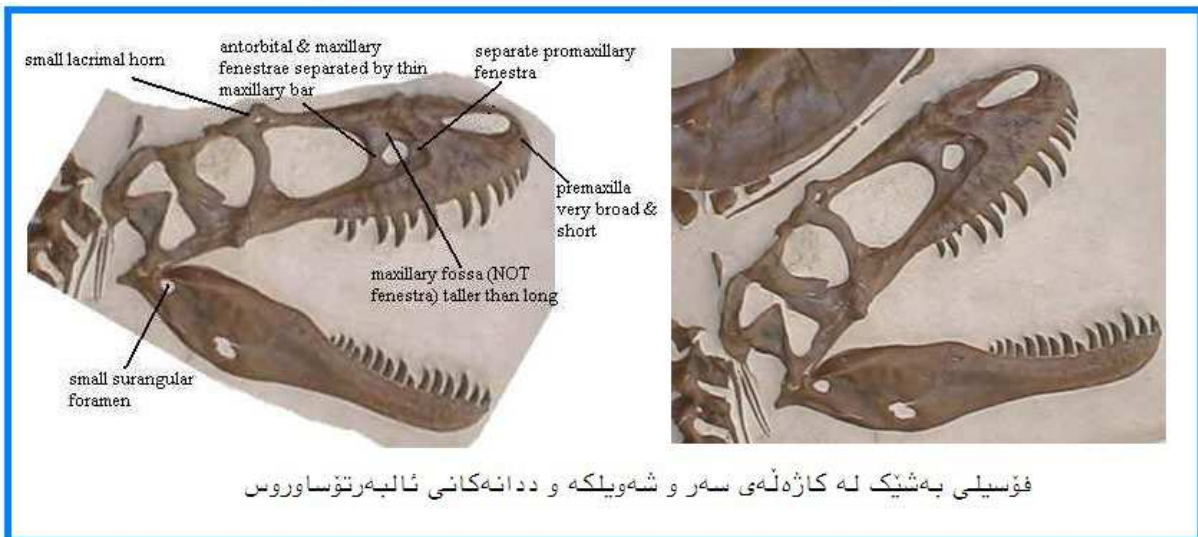 small lacrimal horn
antorbital & maxillary
fenestrae separated by thin
maxillary bar
separate promaxillary
fenestra
premaxilla
very broad &
short
maxillary fossa (NOT
fenestra) taller than long
small surangular
foramen
فۆسیلی بەشێک لە کاژەڵەی سەر و شەویلکە و ددانەکانی ئالبەرتۆساوروس